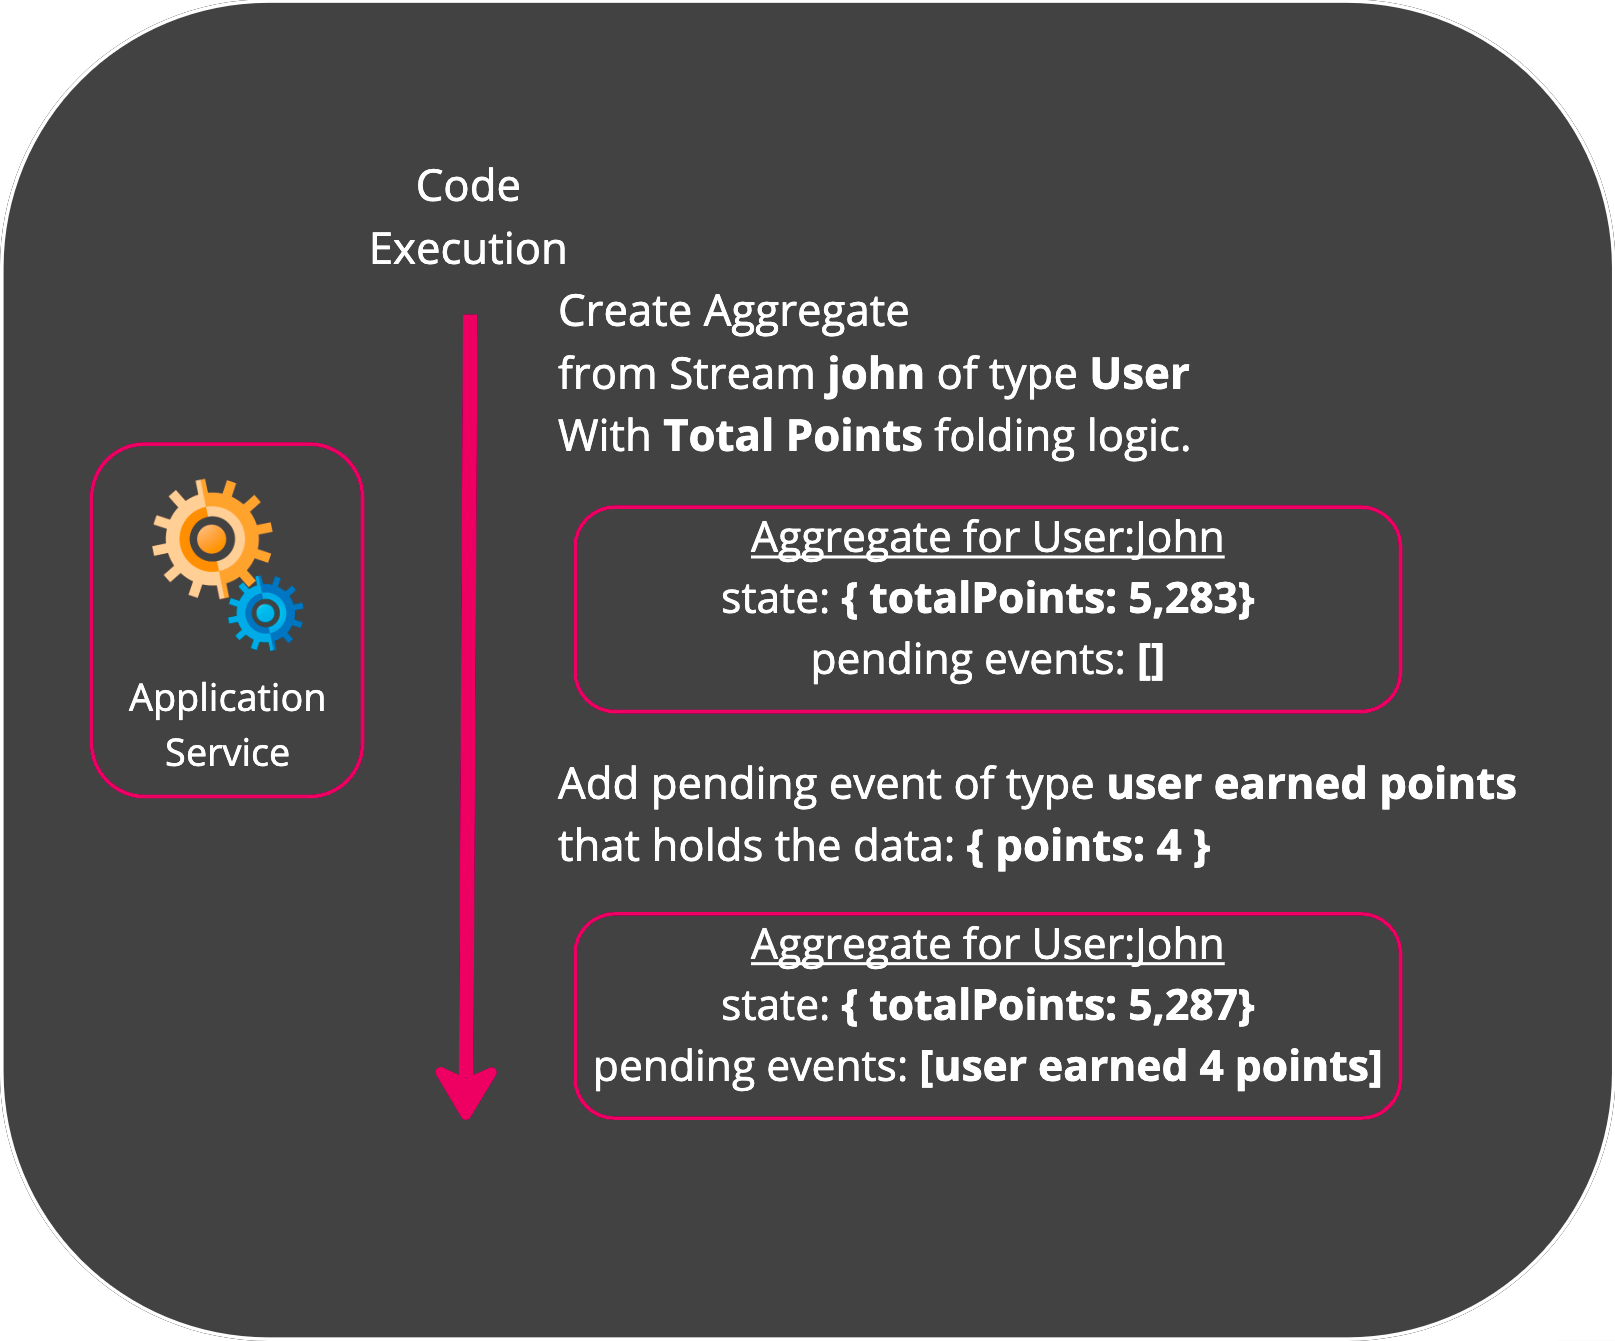 Code
Execution
Create Aggregate
from Stream john of type User
With Total Points folding logic.
Application
Service
Aggregate for User:John
state: { totalPoints: 5,283}
pending events: []
Add pending event of type user earned points
that holds the data: { points: 4 }
Aggregate for User:John
state: { totalPoints: 5,287}
pending events: [user earned 4 points]